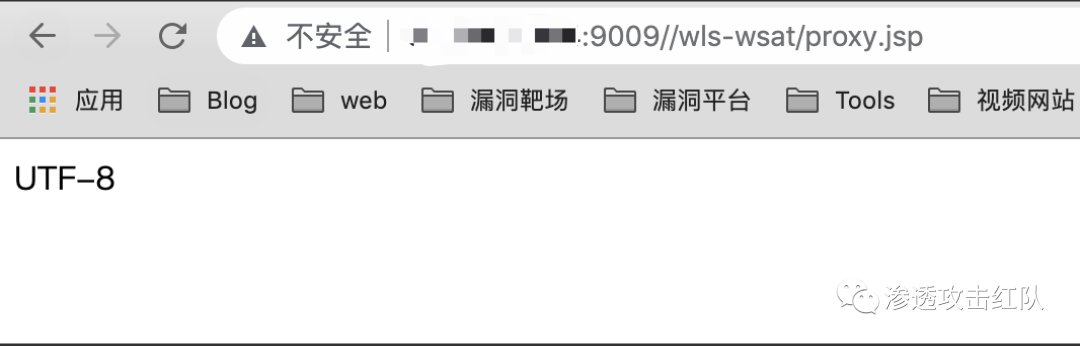 不安全 :9009//wls-wsat/proxy.jsp
应用 Blog web 漏洞靶场 漏洞平台 Tools 视频网站
UTF-8
渗透攻击红队